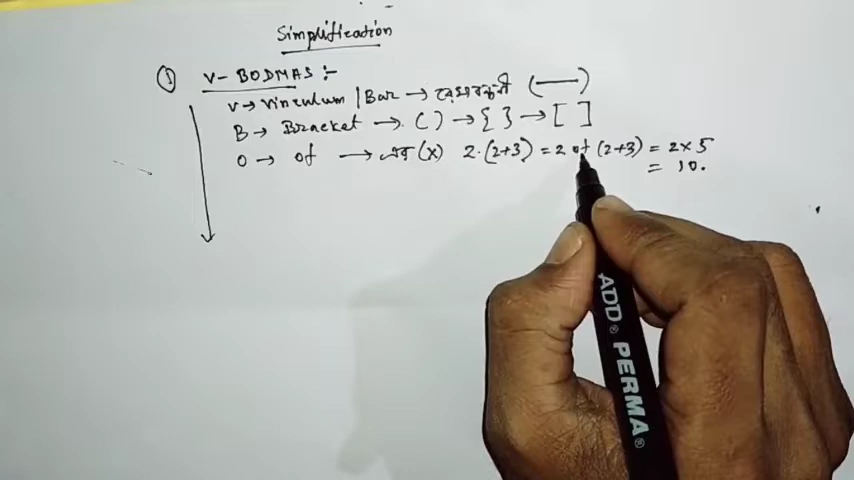 Simplification
① V-BODMAS :-
V→ Vinculum | Bar → রেখাবন্ধনী (—)
B→ Bracket → . ( ) → { } → [ ]
O → of → এর (×) 2·(2+3) = 2 of (2+3) = 2×5
= 10.
ADD PERMA ®